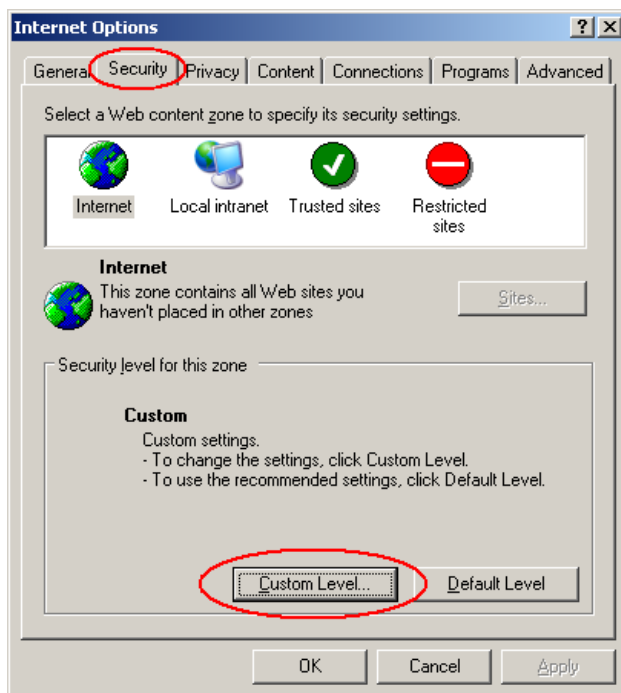 Internet Options
General Security Privacy Content Connections Programs Advanced
Select a Web content zone to specify its security settings.
Internet Local intranet Trusted sites Restricted sites
Internet
This zone contains all Web sites you
haven't placed in other zones
Sites...
Security level for this zone
Custom
Custom settings.
- To change the settings, click Custom Level.
- To use the recommended settings, click Default Level.
Custom Level... Default Level
OK Cancel Apply